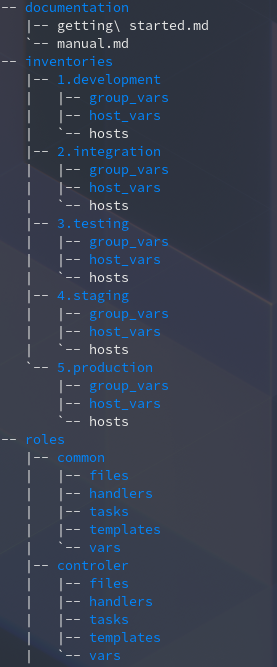 -- documentation
   |-- getting\ started.md
   `-- manual.md
-- inventories
|  |-- 1.development
|  |   |-- group_vars
|  |   |-- host_vars
|  |   `-- hosts
|  |-- 2.integration
|  |   |-- group_vars
|  |   |-- host_vars
|  |   `-- hosts
|  |-- 3.testing
|  |   |-- group_vars
|  |   |-- host_vars
|  |   `-- hosts
|  |-- 4.staging
|  |   |-- group_vars
|  |   |-- host_vars
|  |   `-- hosts
|  `-- 5.production
|      |-- group_vars
|      |-- host_vars
|      `-- hosts
-- roles
   |-- common
   |   |-- files
   |   |-- handlers
   |   |-- tasks
   |   |-- templates
   |   `-- vars
   |-- controler
   |   |-- files
   |   |-- handlers
   |   |-- tasks
   |   |-- templates
   |   `-- vars